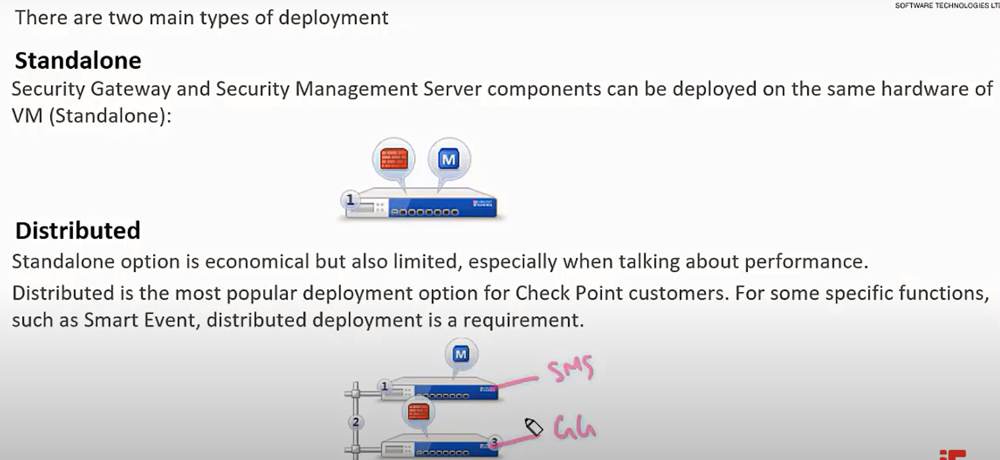 SOFTWARE TECHNOLOGIES LTD
There are two main types of deployment
Standalone
Security Gateway and Security Management Server components can be deployed on the same hardware of
VM (Standalone):
M
1
Distributed
Standalone option is economical but also limited, especially when talking about performance.
Distributed is the most popular deployment option for Check Point customers. For some specific functions,
such as Smart Event, distributed deployment is a requirement.
M
SMS
1
2
3